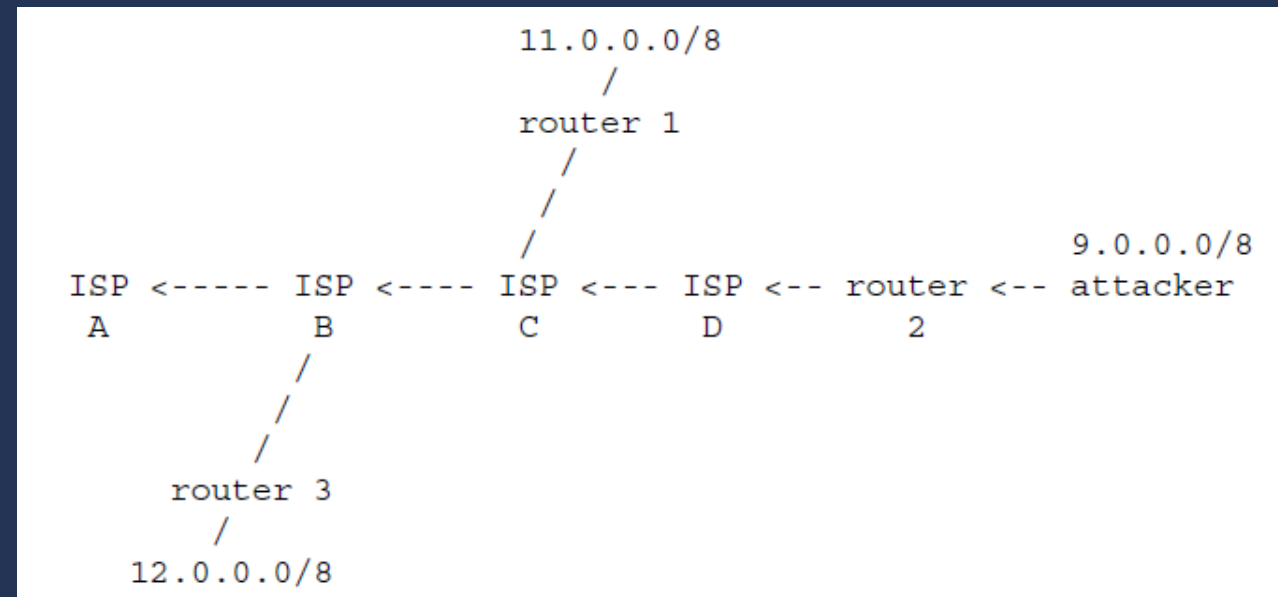 11.0.0.0/8
/
router 1
/
/
/
9.0.0.0/8
ISP <----- ISP <---- ISP <--- ISP <-- router <-- attacker
A B C D 2
/
/
/
router 3
/
12.0.0.0/8